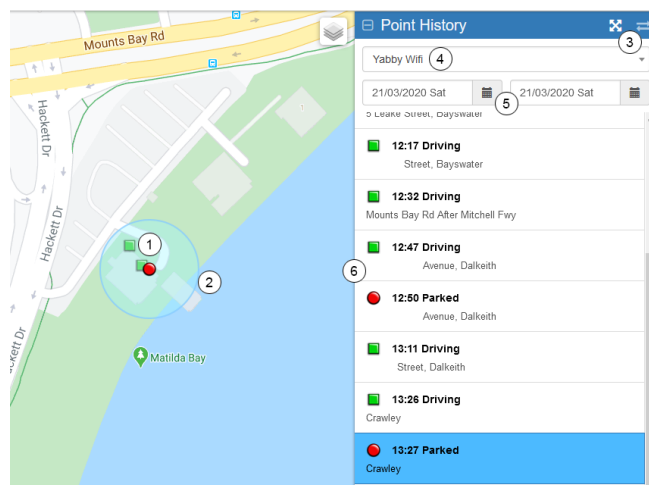 Mounts Bay Rd
Hackett Dr
Hackett Dr
Hackett Dr
1
2
Matilda Bay
Point History
3
Yabby Wifi 4
21/03/2020 Sat
5
21/03/2020 Sat
5 Leake Street, Bayswater
12:17 Driving
Street, Bayswater
12:32 Driving
Mounts Bay Rd After Mitchell Fwy
12:47 Driving
Avenue, Dalkeith
6
12:50 Parked
Avenue, Dalkeith
13:11 Driving
Street, Dalkeith
13:26 Driving
Crawley
13:27 Parked
Crawley